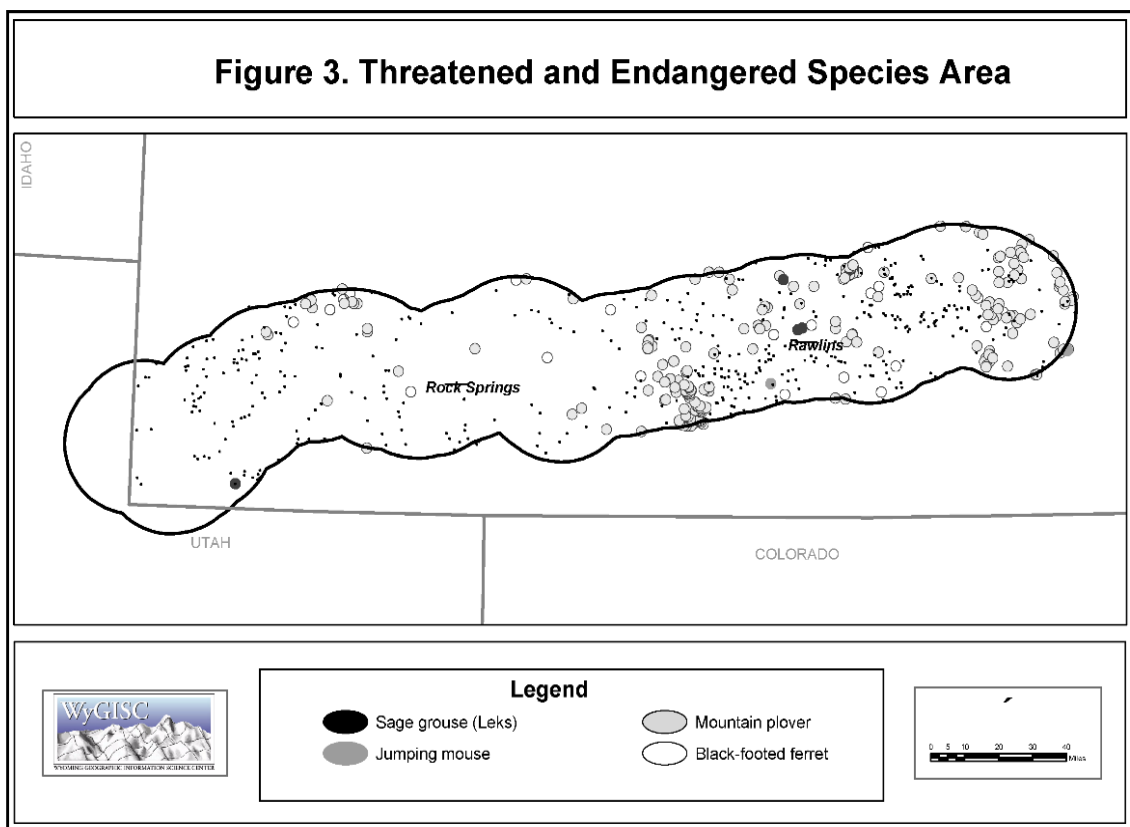 Figure 3. Threatened and Endangered Species Area
IDAHO
Rawlins
Rock Springs
UTAH
COLORADO
WyGISC
WYOMING GEOGRAPHIC INFORMATION SCIENCE CENTER
Legend
Sage grouse (Leks)
Mountain plover
Jumping mouse
Black-footed ferret
0 5 10 20 30 40
Miles